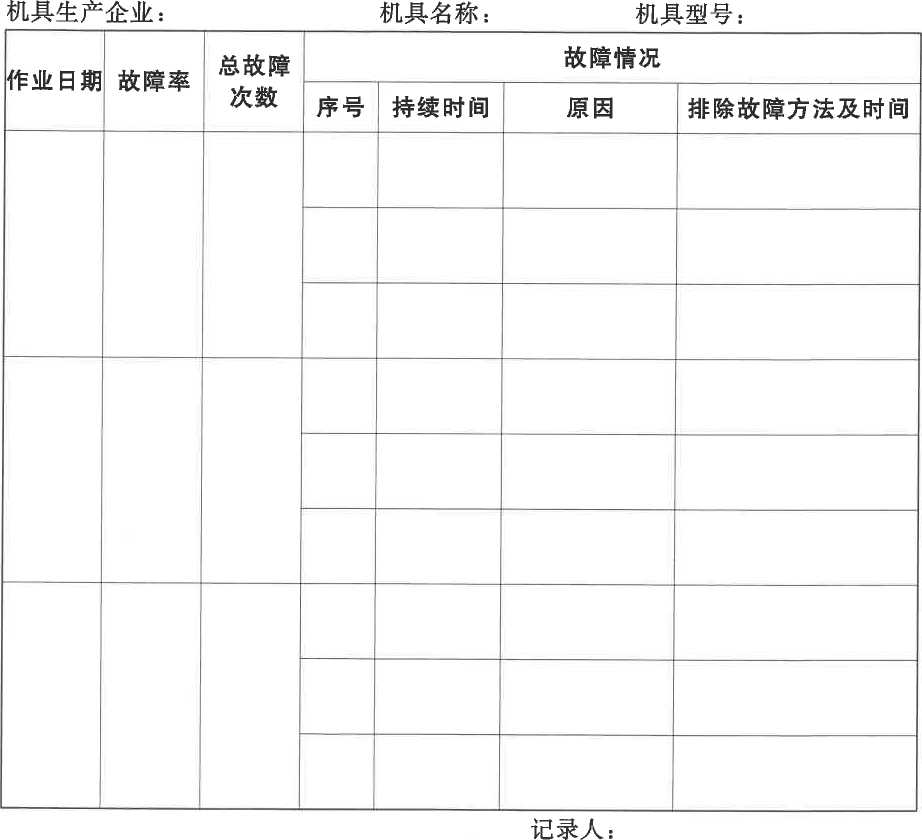 机具生产企业： 机具名称： 机具型号：
作业日期 故障率 总故障次数 故障情况
序号 持续时间 原因 排除故障方法及时间
记录人：